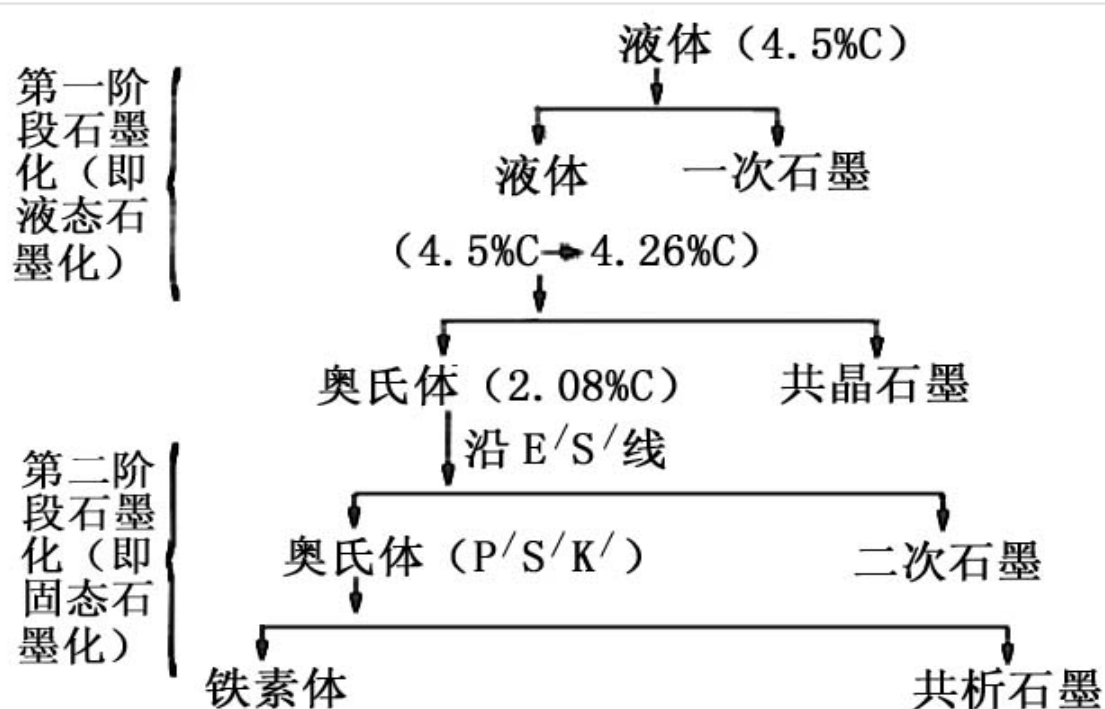 液体（4.5%C）
第一阶
段石墨
化（即
液态石
墨化）
液体 一次石墨
（4.5%C→4.26%C）
奥氏体（2.08%C） 共晶石墨
沿E/S/线
第二阶
段石墨
化（即
固态石
墨化）
奥氏体（P/S/K/） 二次石墨
铁素体 共析石墨